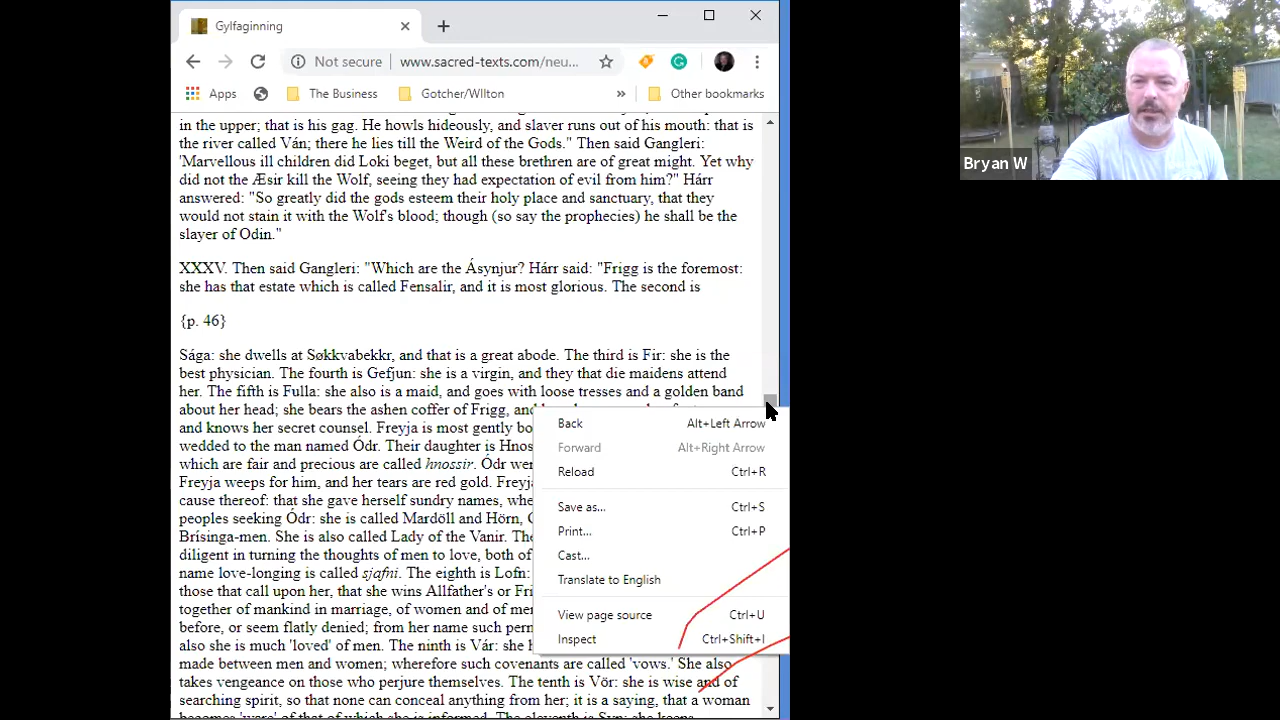 Gylfaginning
Not secure
www.sacred-texts.com/neu...
Apps
The Business
Gotcher/WIlton
»
Other bookmarks
in the upper; that is his gag. He howls hideously, and slaver runs out of his mouth: that is
the river called Ván; there he lies till the Weird of the Gods." Then said Gangleri:
'Marvellous ill children did Loki beget, but all these brethren are of great might. Yet why
did not the Æsir kill the Wolf, seeing they had expectation of evil from him?" Hárr
answered: "So greatly did the gods esteem their holy place and sanctuary, that they
would not stain it with the Wolf's blood; though (so say the prophecies) he shall be the
slayer of Odin."
XXXV. Then said Gangleri: "Which are the Ásynjur? Hárr said: "Frigg is the foremost:
she has that estate which is called Fensalir, and it is most glorious. The second is
{p. 46}
Sága: she dwells at Søkkvabekkr, and that is a great abode. The third is Fir: she is the
best physician. The fourth is Gefjun: she is a virgin, and they that die maidens attend
her. The fifth is Fulla: she also is a maid, and goes with loose tresses and a golden band
about her head; she bears the ashen coffer of Frigg, and
and knows her secret counsel. Freyja is most gently bo
wedded to the man named Ódr. Their daughter is Hnos
which are fair and precious are called hnossir. Ódr wen
Freyja weeps for him, and her tears are red gold. Freyj
cause thereof: that she gave herself sundry names, whe
peoples seeking Ódr: she is called Mardöll and Hörn, G
Brísinga-men. She is also called Lady of the Vanir. The
diligent in turning the thoughts of men to love, both of
name love-longing is called sjafni. The eighth is Lofn:
those that call upon her, that she wins Allfather's or Fri
together of mankind in marriage, of women and of men
before, or seem flatly denied; from her name such perm
also she is much 'loved' of men. The ninth is Vár: she h
made between men and women; wherefore such covenants are called 'vows.' She also
takes vengeance on those who perjure themselves. The tenth is Vör: she is wise and of
searching spirit, so that none can conceal anything from her; it is a saying, that a woman
becomes 'ware' of that of which she is informed. The eleventh is Syn: she keeps
Back Alt+Left Arrow
Forward Alt+Right Arrow
Reload Ctrl+R
Save as... Ctrl+S
Print... Ctrl+P
Cast...
Translate to English
View page source Ctrl+U
Inspect Ctrl+Shift+I
Bryan W